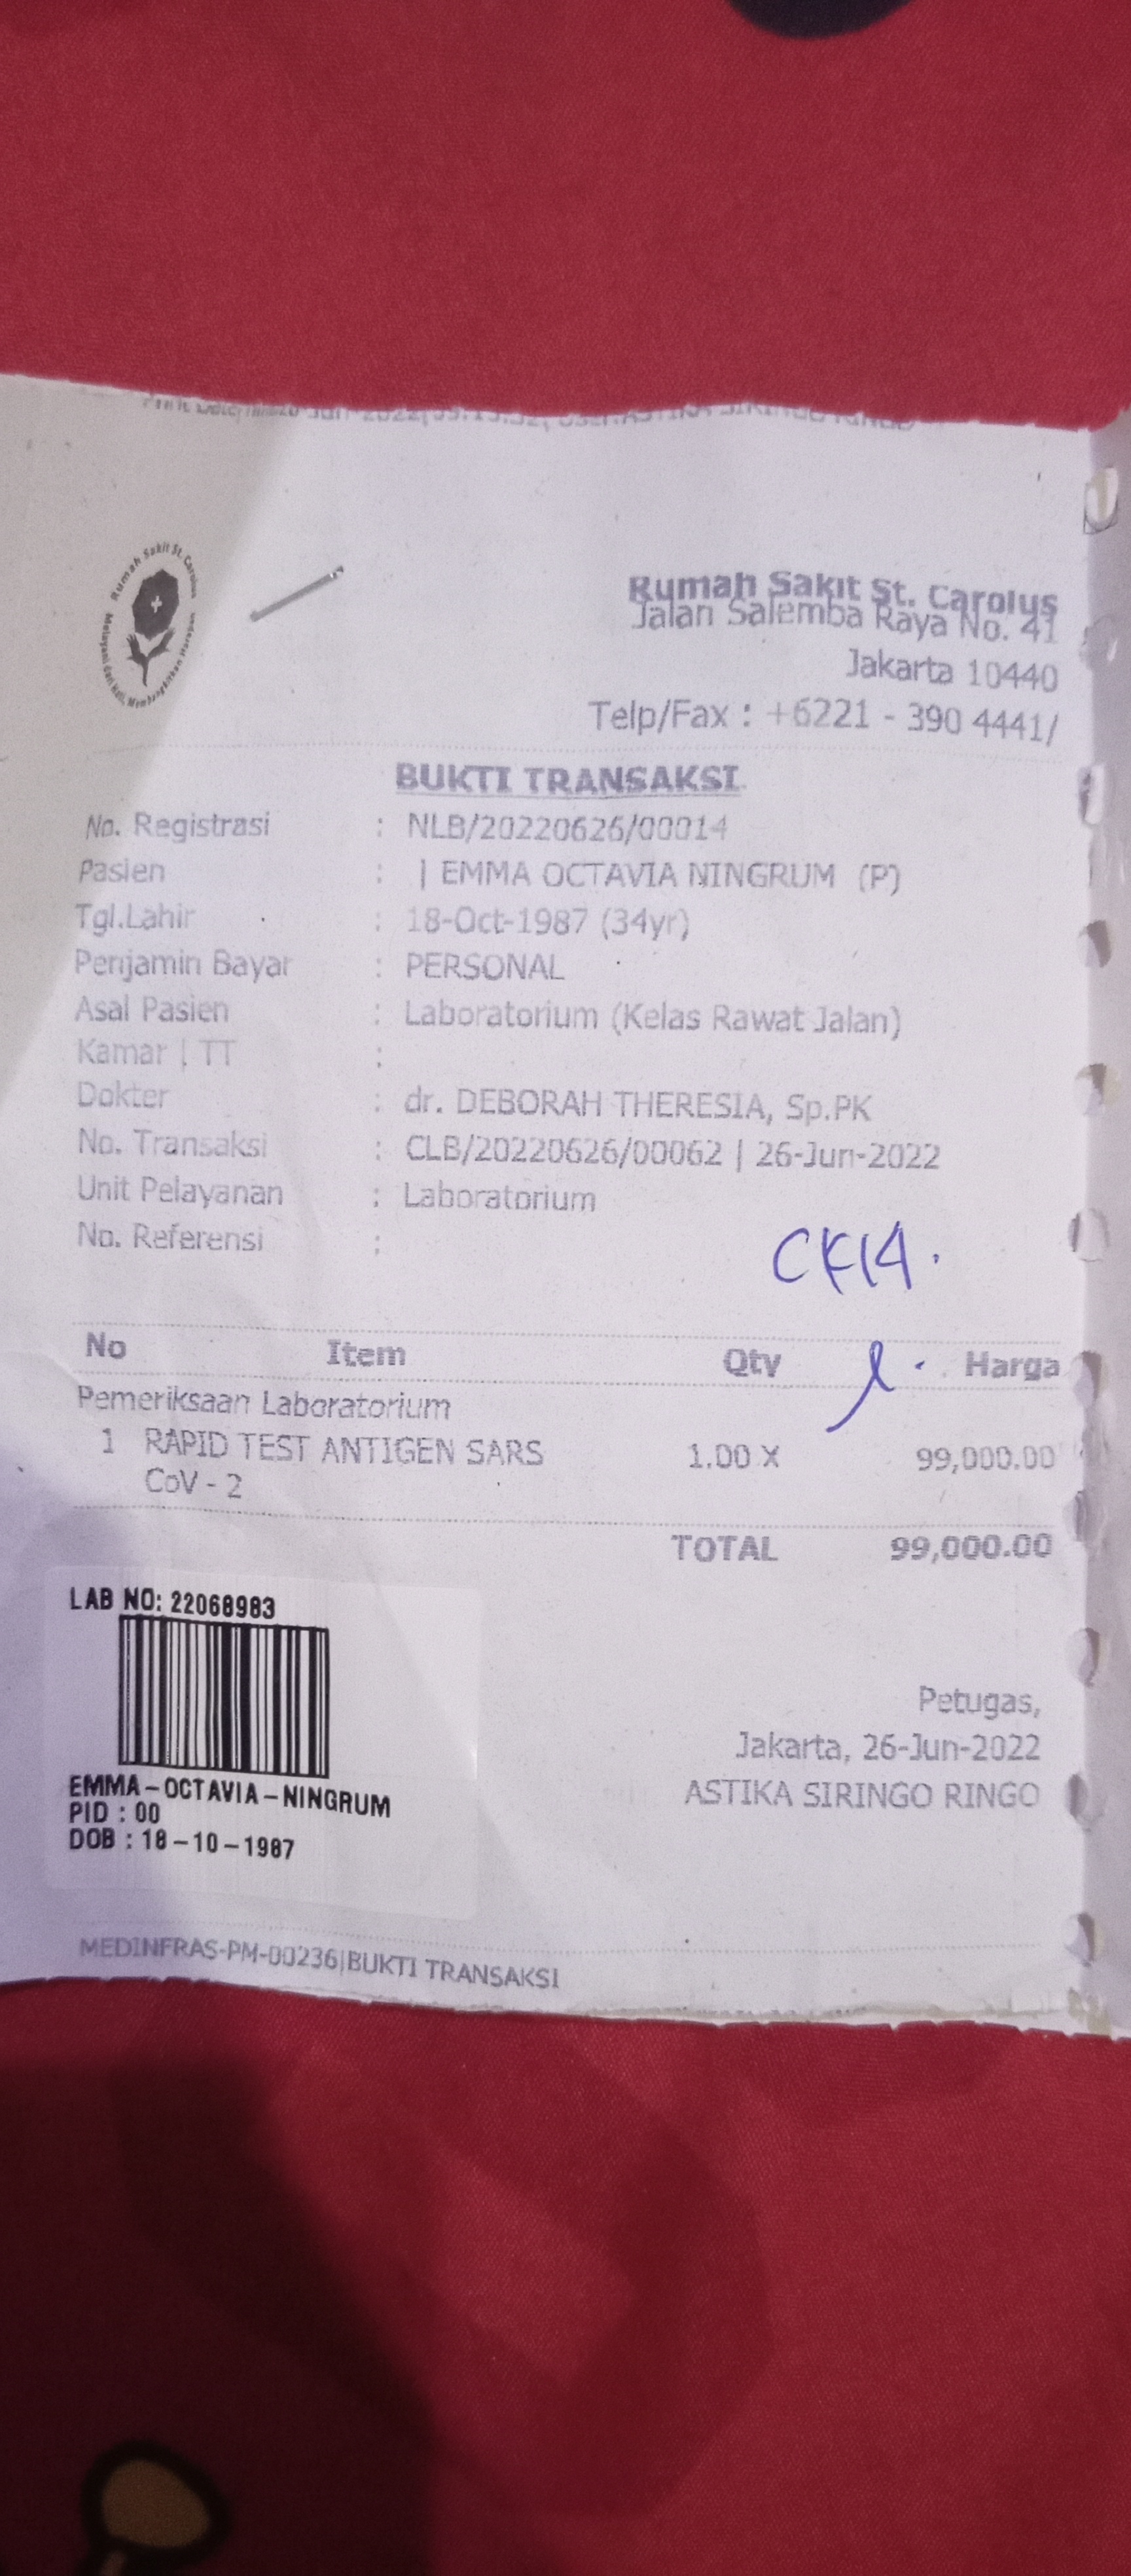 Rumah Sakit St. Carolus
Rumah Sakit St. Carolus
Jalan Salemba Raya No. 41
Jakarta 10440
Telp/Fax : +6221 - 390 4441/
BUKTI TRANSAKSI
No. Registrasi : NLB/20220626/00014
Pasien : | EMMA OCTAVIA NINGRUM (P)
Tgl.Lahir : 18-Oct-1987 (34yr)
Penjamin Bayar : PERSONAL
Asal Pasien : Laboratorium (Kelas Rawat Jalan)
Kamar | TT :
Dokter : dr. DEBORAH THERESIA, Sp.PK
No. Transaksi : CLB/20220626/00062 | 26-Jun-2022
Unit Pelayanan : Laboratorium
No. Referensi :
No Item Qty Harga
Pemeriksaan Laboratorium
1 RAPID TEST ANTIGEN SARS 1.00 X 99,000.00
CoV - 2
TOTAL 99,000.00
LAB NO: 22068983
EMMA-OCTAVIA-NINGRUM
PID : 00
DOB : 18-10-1987
Petugas,
Jakarta, 26-Jun-2022
ASTIKA SIRINGO RINGO
MEDINFRAS-PM-00236|BUKTI TRANSAKSI